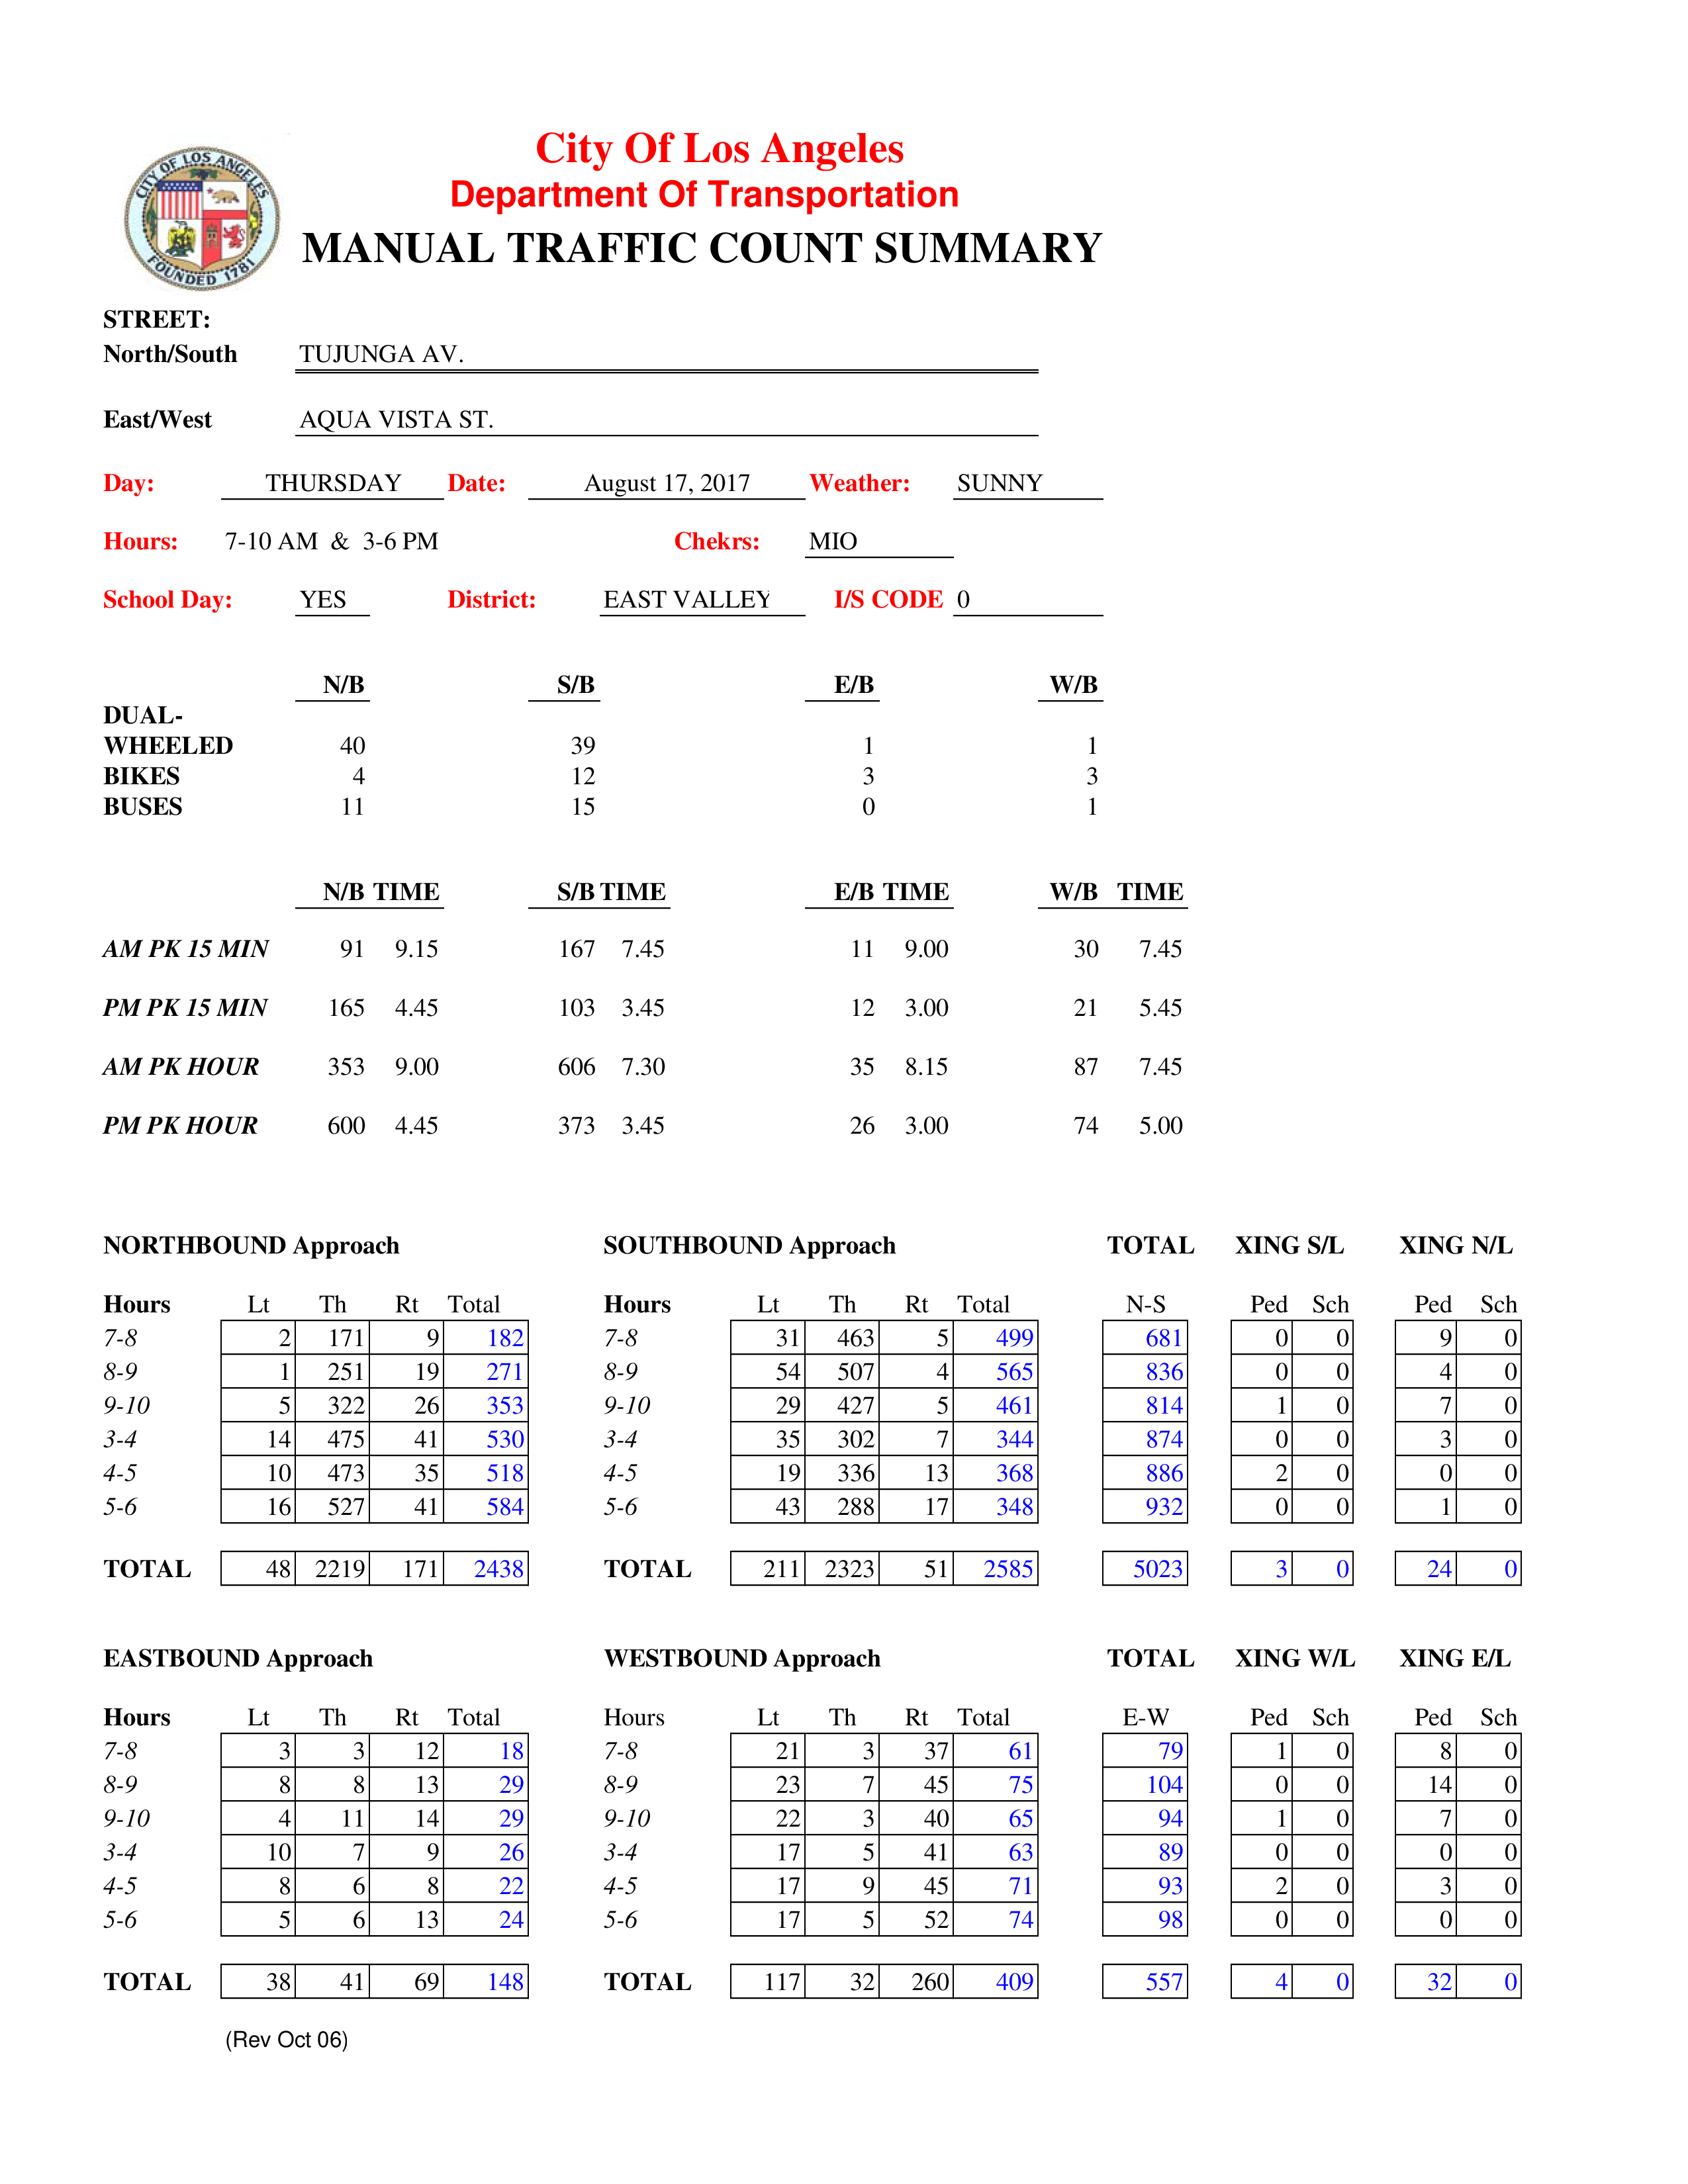 CITY OF LOS ANGELES
FOUNDED 1781
City Of Los Angeles
Department Of Transportation
MANUAL TRAFFIC COUNT SUMMARY
STREET:
North/South TUJUNGA AV.
East/West AQUA VISTA ST.
Day: THURSDAY Date: August 17, 2017 Weather: SUNNY
Hours: 7-10 AM & 3-6 PM Chekrs: MIO
School Day: YES District: EAST VALLEY I/S CODE 0
N/B S/B E/B W/B
DUAL-
WHEELED 40 39 1 1
BIKES 4 12 3 3
BUSES 11 15 0 1
N/B TIME S/B TIME E/B TIME W/B TIME
AM PK 15 MIN 91 9.15 167 7.45 11 9.00 30 7.45
PM PK 15 MIN 165 4.45 103 3.45 12 3.00 21 5.45
AM PK HOUR 353 9.00 606 7.30 35 8.15 87 7.45
PM PK HOUR 600 4.45 373 3.45 26 3.00 74 5.00
NORTHBOUND Approach SOUTHBOUND Approach TOTAL XING S/L XING N/L
Hours Lt Th Rt Total Hours Lt Th Rt Total N-S Ped Sch Ped Sch
7-8 2 171 9 182 7-8 31 463 5 499 681 0 0 9 0
8-9 1 251 19 271 8-9 54 507 4 565 836 0 0 4 0
9-10 5 322 26 353 9-10 29 427 5 461 814 1 0 7 0
3-4 14 475 41 530 3-4 35 302 7 344 874 0 0 3 0
4-5 10 473 35 518 4-5 19 336 13 368 886 2 0 0 0
5-6 16 527 41 584 5-6 43 288 17 348 932 0 0 1 0
TOTAL 48 2219 171 2438 TOTAL 211 2323 51 2585 5023 3 0 24 0
EASTBOUND Approach WESTBOUND Approach TOTAL XING W/L XING E/L
Hours Lt Th Rt Total Hours Lt Th Rt Total E-W Ped Sch Ped Sch
7-8 3 3 12 18 7-8 21 3 37 61 79 1 0 8 0
8-9 8 8 13 29 8-9 23 7 45 75 104 0 0 14 0
9-10 4 11 14 29 9-10 22 3 40 65 94 1 0 7 0
3-4 10 7 9 26 3-4 17 5 41 63 89 0 0 0 0
4-5 8 6 8 22 4-5 17 9 45 71 93 2 0 3 0
5-6 5 6 13 24 5-6 17 5 52 74 98 0 0 0 0
TOTAL 38 41 69 148 TOTAL 117 32 260 409 557 4 0 32 0
(Rev Oct 06)